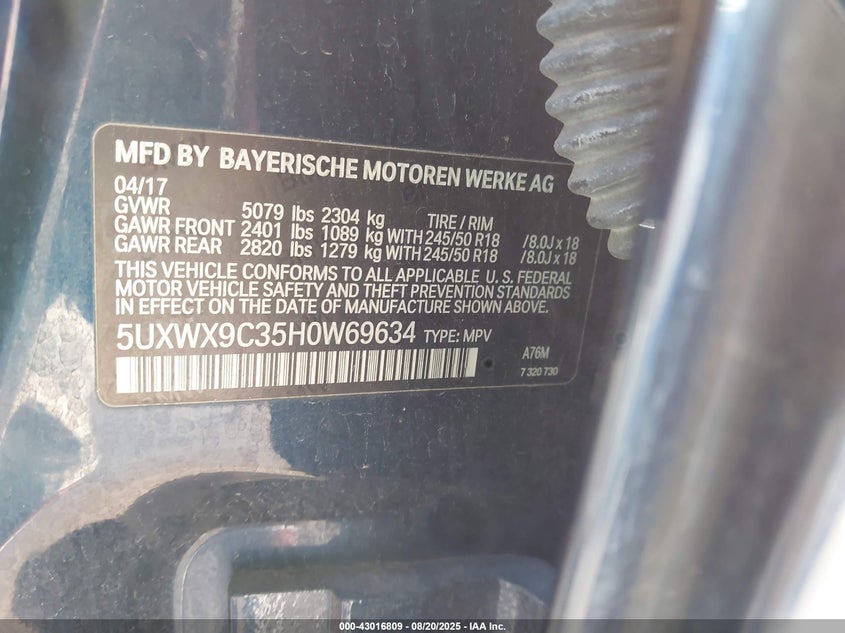 MFD BY BAYERISCHE MOTOREN WERKE AG
04/17
GVWR 5079 lbs 2304 kg TIRE / RIM
GAWR FRONT 2401 lbs 1089 kg WITH 245/50 R18 /8.0J x 18
GAWR REAR 2820 lbs 1279 kg WITH 245/50 R18 /8.0J x 18
THIS VEHICLE CONFORMS TO ALL APPLICABLE U.S. FEDERAL
MOTOR VEHICLE SAFETY AND THEFT PREVENTION STANDARDS
IN EFFECT ON THE DATE OF MANUFACTURE SHOWN ABOVE.
5UXWX9C35H0W69634 TYPE: MPV
A76M
7 320 730
000-43016809 - 08/20/2025 - IAA Inc.